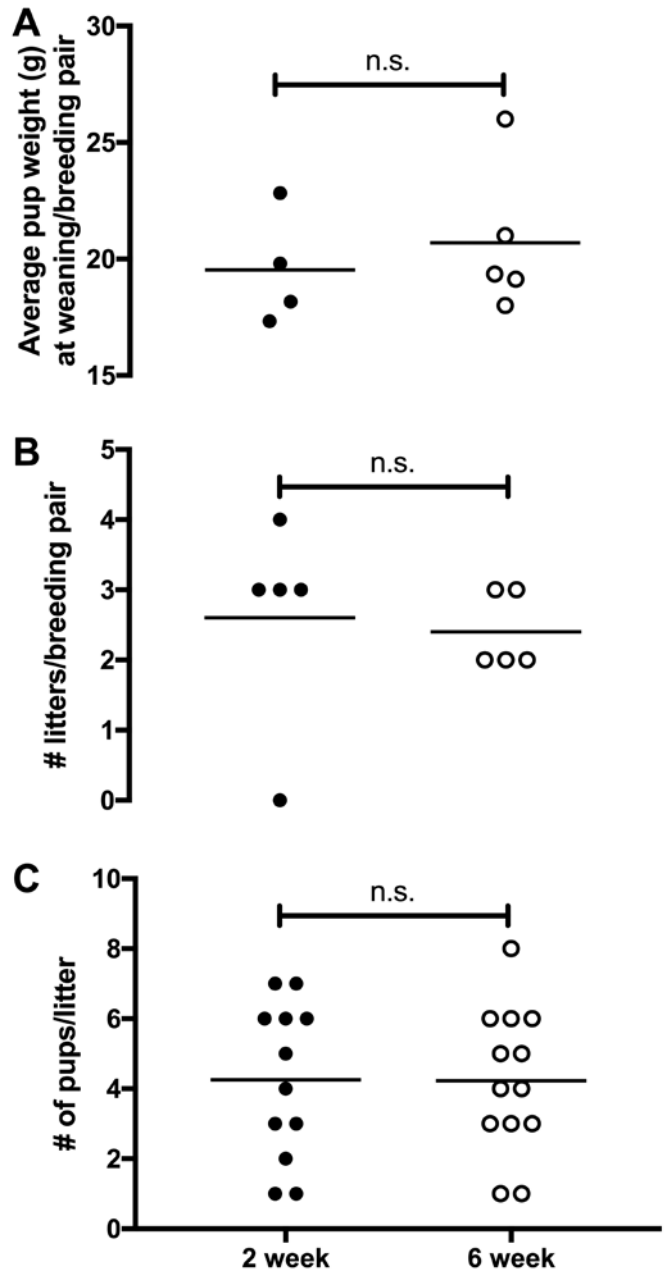 A
Average pup weight (g)
at weaning/breeding pair
30
25
20
15
n.s.
B
# litters/breeding pair
5
4
3
2
1
0
n.s.
C
# of pups/litter
10
8
6
4
2
0
n.s.
2 week
6 week